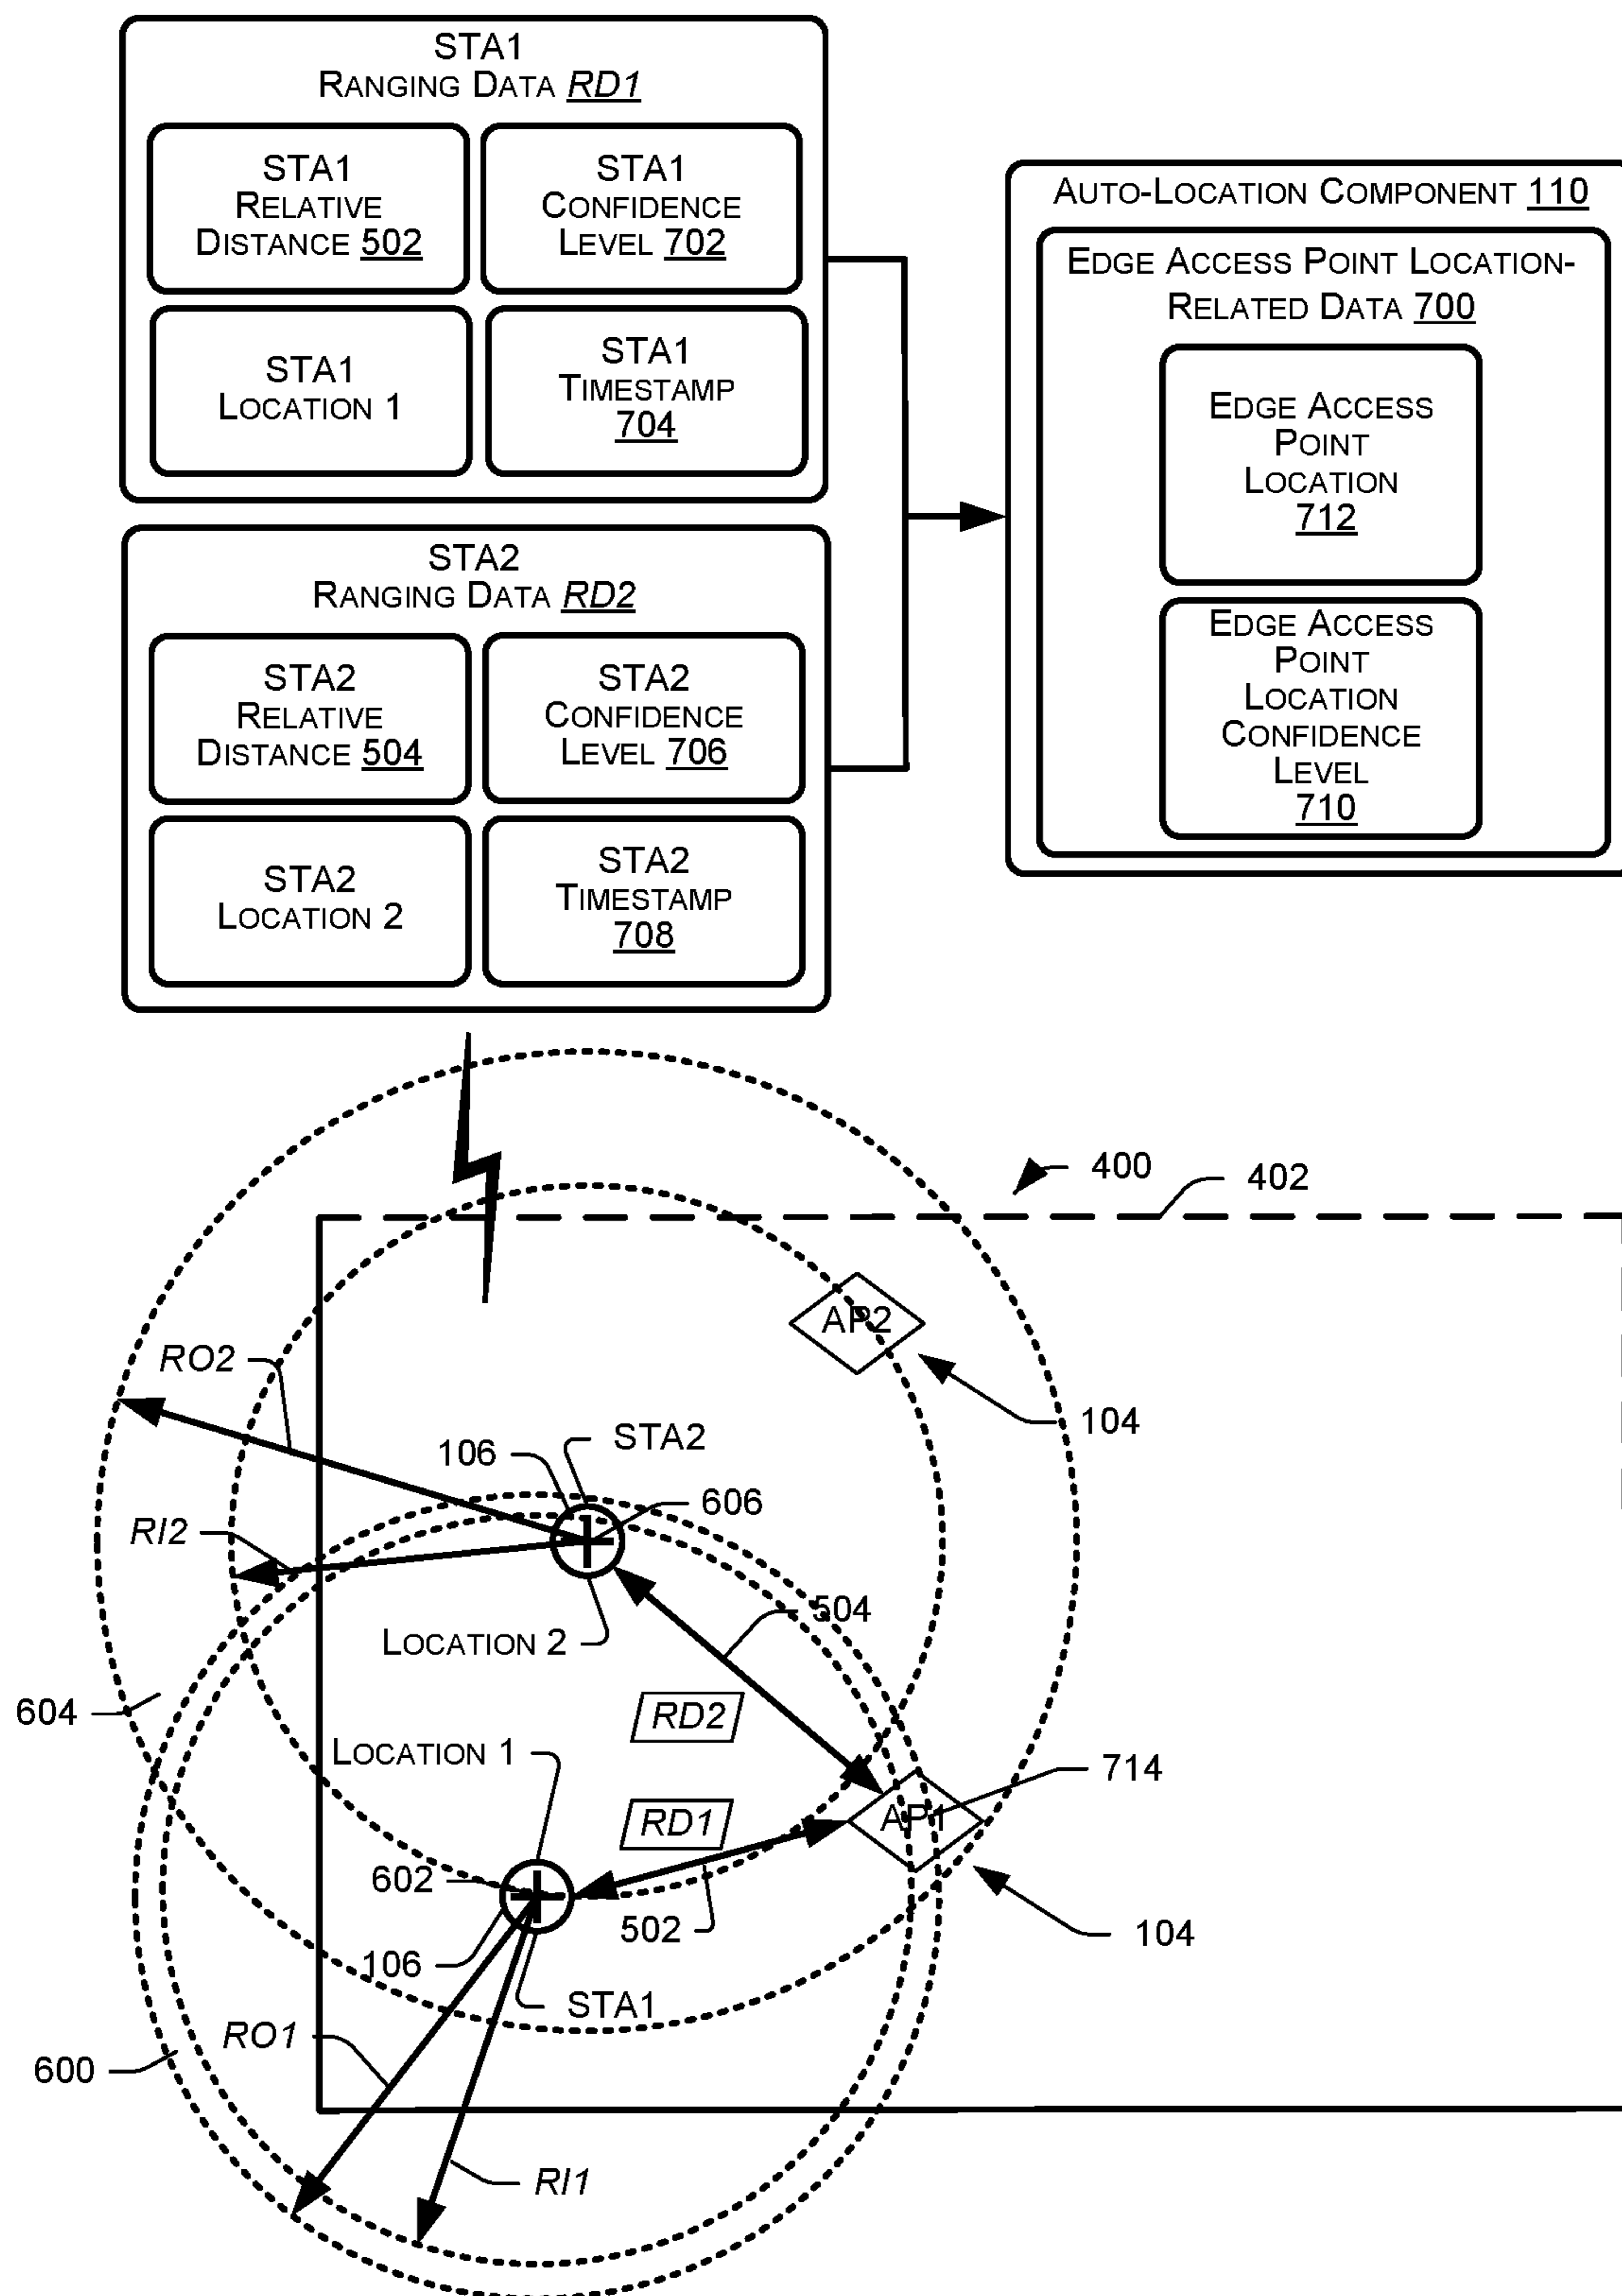 STA1
RANGING DATA RD1
STA1
RELATIVE
DISTANCE 502
STA1
CONFIDENCE
LEVEL 702
STA1
LOCATION 1
STA1
TIMESTAMP
704
STA2
RANGING DATA RD2
STA2
RELATIVE
DISTANCE 504
STA2
CONFIDENCE
LEVEL 706
STA2
LOCATION 2
STA2
TIMESTAMP
708
AUTO-LOCATION COMPONENT 110
EDGE ACCESS POINT LOCATION-
RELATED DATA 700
EDGE ACCESS
POINT
LOCATION
712
EDGE ACCESS
POINT
LOCATION
CONFIDENCE
LEVEL
710
400
402
AP2
RO2
104
STA2
106
606
RI2
504
LOCATION 2
604
RD2
LOCATION 1
714
RD1
AP1
602
502
104
106
STA1
RO1
600
RI1